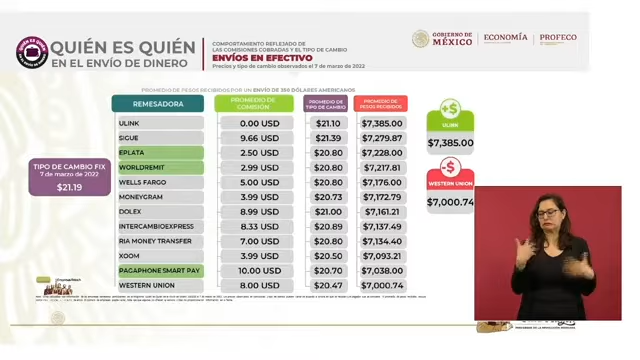 QUIÉN ES QUIÉN
QUIÉN ES QUIÉN
EN EL ENVÍO DE DINERO
COMPORTAMIENTO REFLEJADO DE
LAS COMISIONES COBRADAS Y EL TIPO DE CAMBIO
ENVÍOS EN EFECTIVO
Precios y tipo de cambio observados el 7 de marzo de 2022
GOBIERNO DE
MÉXICO
ECONOMÍA
PROFECO
PROMEDIO DE PESOS RECIBIDOS POR UN ENVÍO DE 350 DÓLARES AMERICANOS
REMESADORA PROMEDIO DE COMISIÓN PROMEDIO DE TIPO DE CAMBIO PROMEDIO DE PESOS RECIBIDOS
ULINK 0.00 USD $21.10 $7,385.00
SIGUE 9.66 USD $21.39 $7,279.87
EPLATA 2.50 USD $20.80 $7,228.00
WORLDREMIT 2.99 USD $20.80 $7,217.81
WELLS FARGO 5.00 USD $20.80 $7,176.00
MONEYGRAM 3.99 USD $20.73 $7,172.79
DOLEX 8.99 USD $21.00 $7,161.21
INTERCAMBIOEXPRESS 8.33 USD $20.89 $7,137.49
RIA MONEY TRANSFER 7.00 USD $20.80 $7,134.40
XOOM 3.99 USD $20.50 $7,093.21
PAGAPHONE SMART PAY 10.00 USD $20.70 $7,038.00
WESTERN UNION 8.00 USD $20.47 $7,000.74
TIPO DE CAMBIO FIX
7 de marzo de 2022
$21.19
+$
ULINK
$7,385.00
-$
WESTERN UNION
$7,000.74